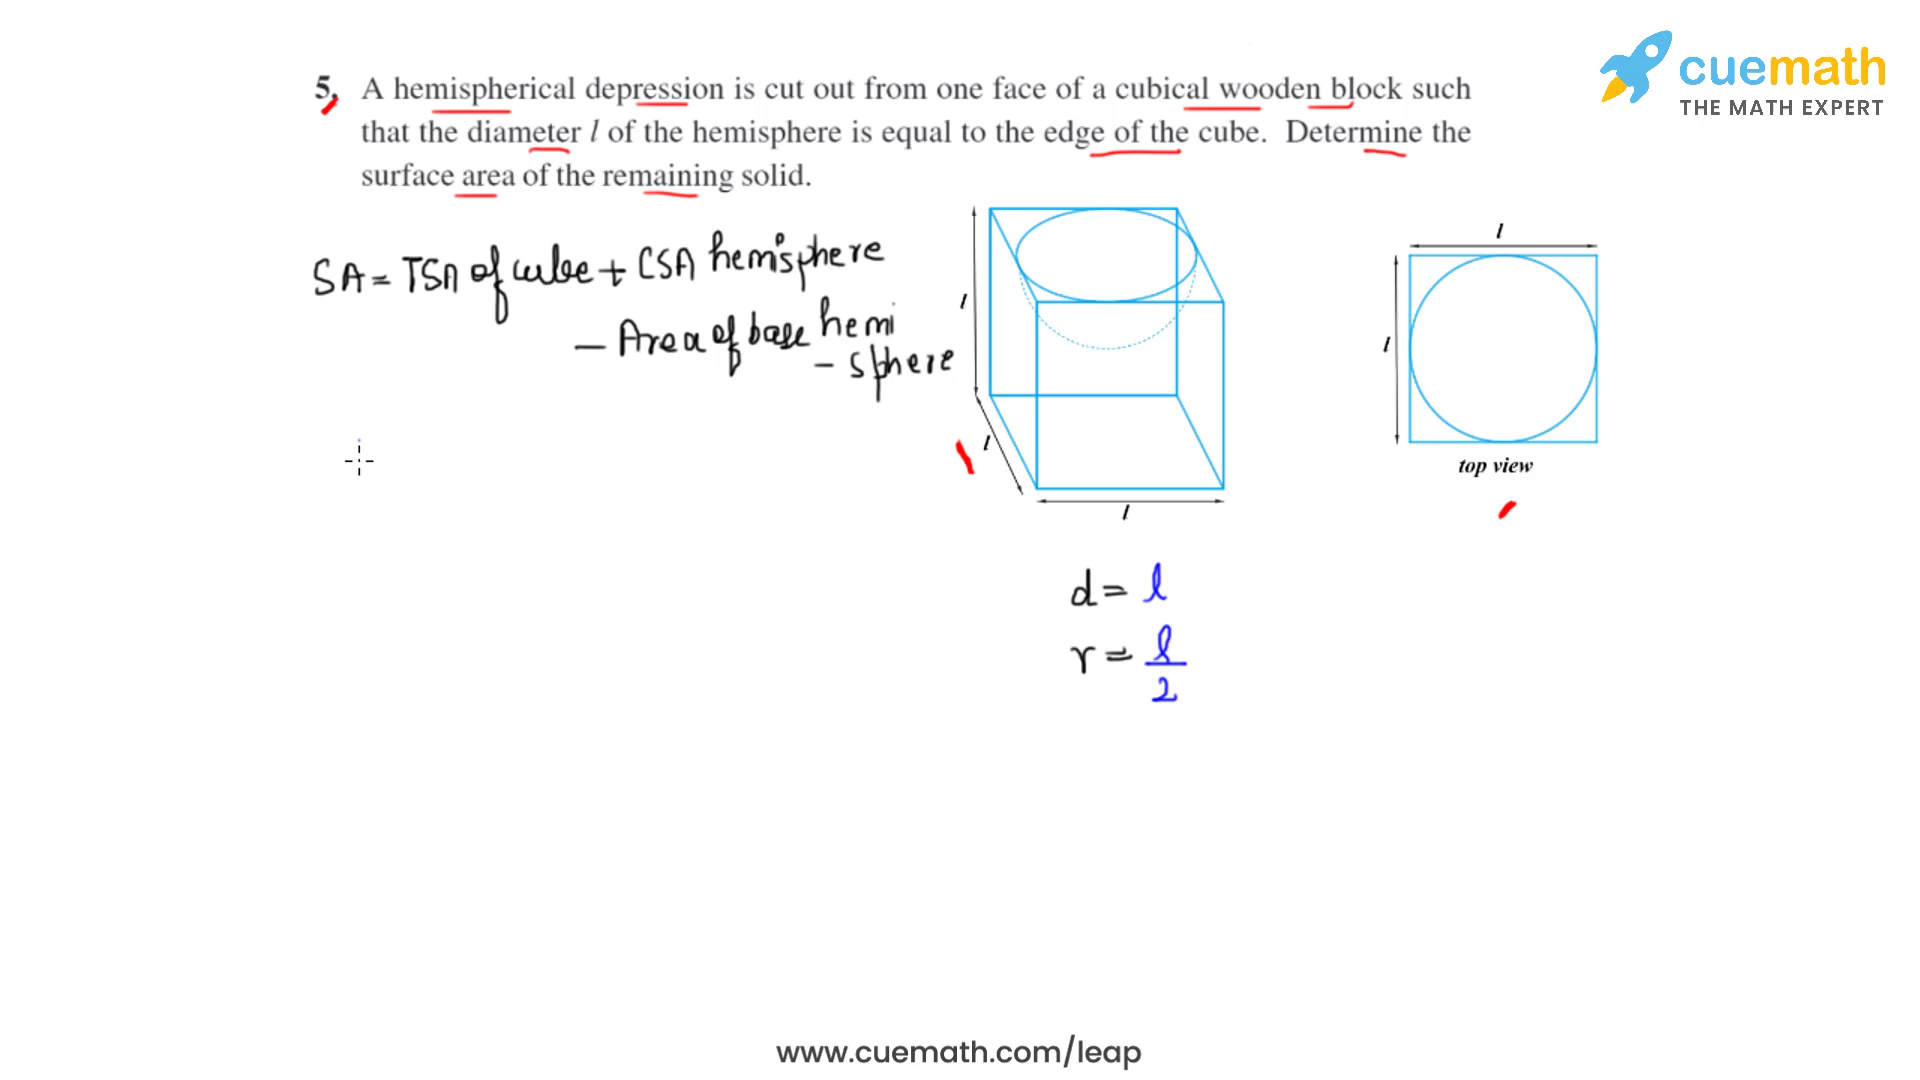 cuemath
THE MATH EXPERT
5. A hemispherical depression is cut out from one face of a cubical wooden block such
that the diameter l of the hemisphere is equal to the edge of the cube. Determine the
surface area of the remaining solid.
SA = TSA of cube + CSA hemisphere
– Area of base hemi
– sphere
l
l
l
l
l
top view
d = l
r = l/2
www.cuemath.com/leap